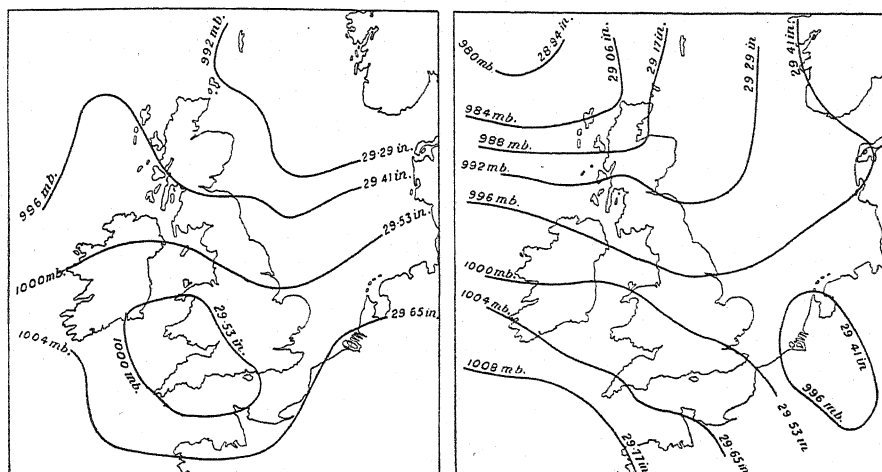 992 mb.
996 mb.
29·29 in.
29·41 in.
29·53 in.
1000 mb.
29·53 in.
29 65 in.
1004 mb.
1000 mb.
980 mb.
28·94 in.
29 06 in.
29·17 in.
29 29 in
29 41 in.
984 mb.
988 mb.
992 mb.
996 mb.
1000 mb.
1004 mb.
1008 mb.
29 41 in
996 mb.
29 53 in
29·65 in.
29·77 in.